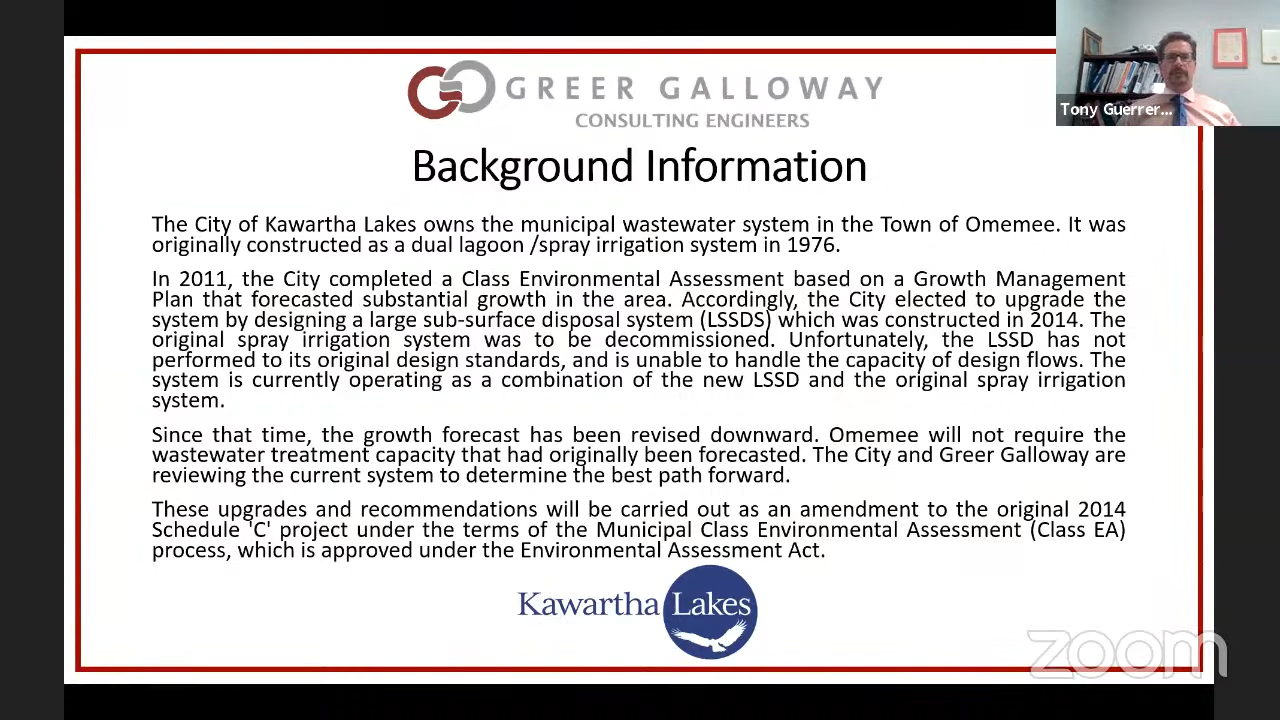 GREER GALLOWAY
CONSULTING ENGINEERS
Tony Guerrer...
Background Information
The City of Kawartha Lakes owns the municipal wastewater system in the Town of Omemee. It was
originally constructed as a dual lagoon /spray irrigation system in 1976.
In 2011, the City completed a Class Environmental Assessment based on a Growth Management
Plan that forecasted substantial growth in the area. Accordingly, the City elected to upgrade the
system by designing a large sub-surface disposal system (LSSDS) which was constructed in 2014. The
original spray irrigation system was to be decommissioned. Unfortunately, the LSSD has not
performed to its original design standards, and is unable to handle the capacity of design flows. The
system is currently operating as a combination of the new LSSD and the original spray irrigation
system.
Since that time, the growth forecast has been revised downward. Omemee will not require the
wastewater treatment capacity that had originally been forecasted. The City and Greer Galloway are
reviewing the current system to determine the best path forward.
These upgrades and recommendations will be carried out as an amendment to the original 2014
Schedule 'C' project under the terms of the Municipal Class Environmental Assessment (Class EA)
process, which is approved under the Environmental Assessment Act.
Kawartha Lakes
zoom